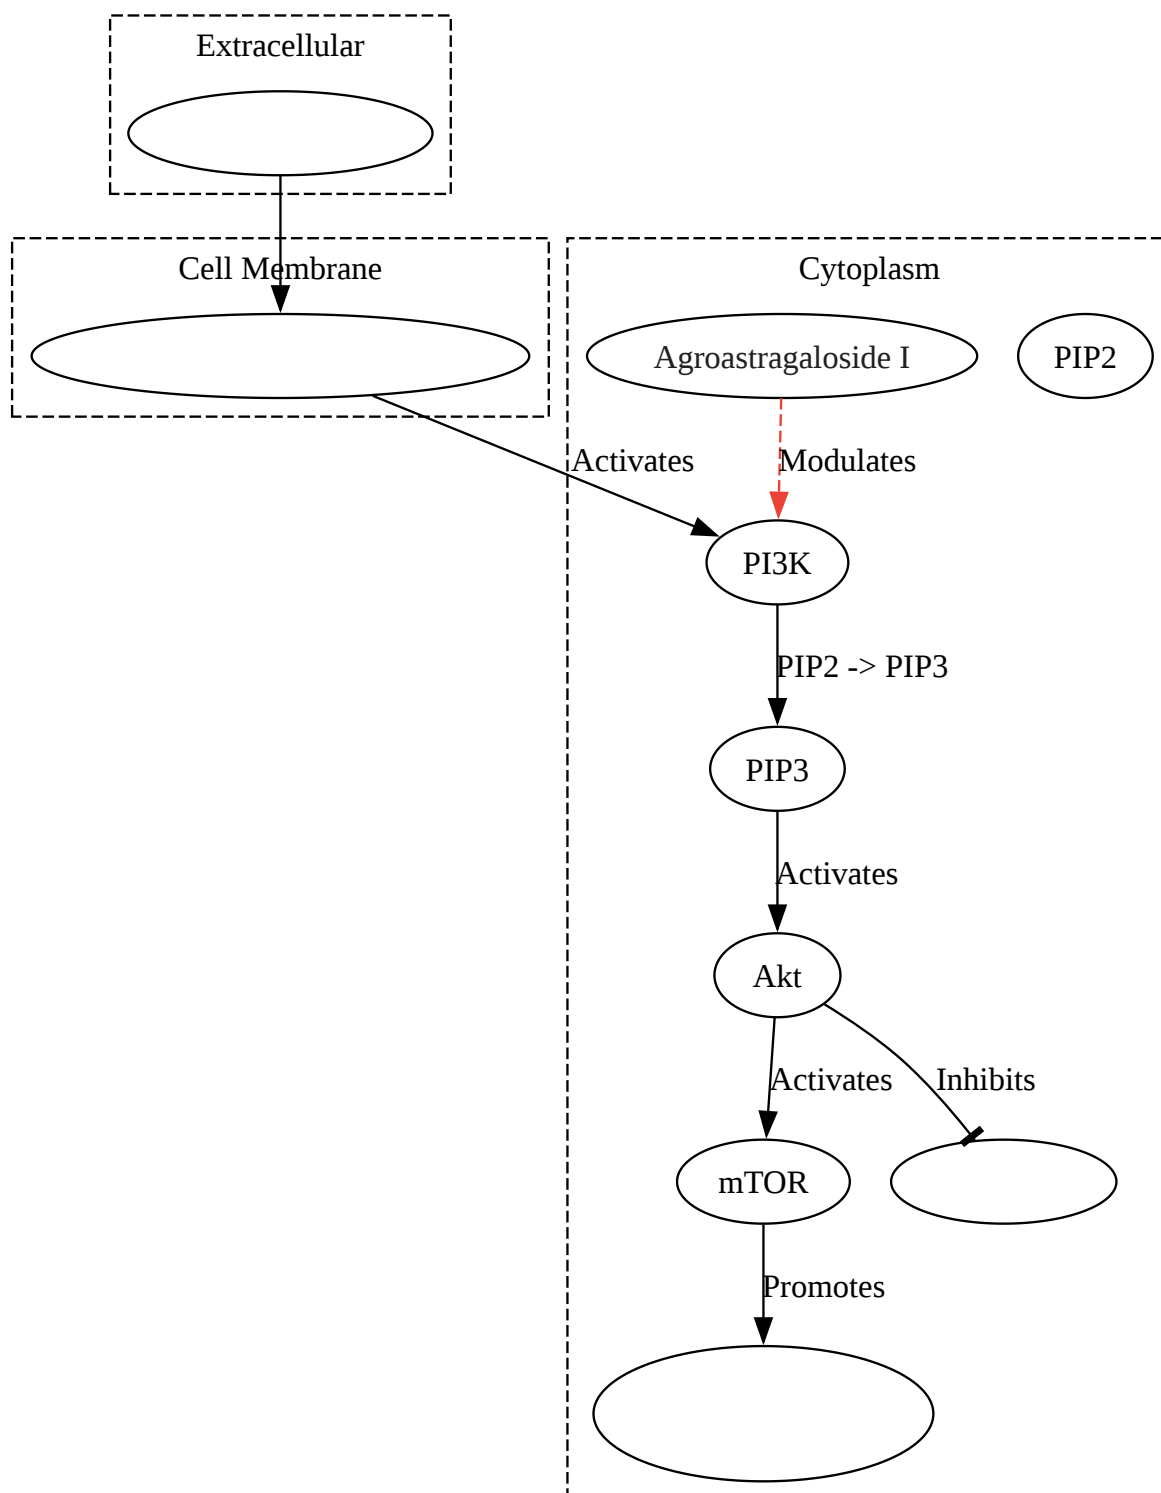 Extracellular
Cell Membrane
Cytoplasm
Agroastragaloside I
PIP2
Activates
Modulates
PI3K
PIP2 -> PIP3
PIP3
Activates
Akt
Activates
Inhibits
mTOR
Promotes